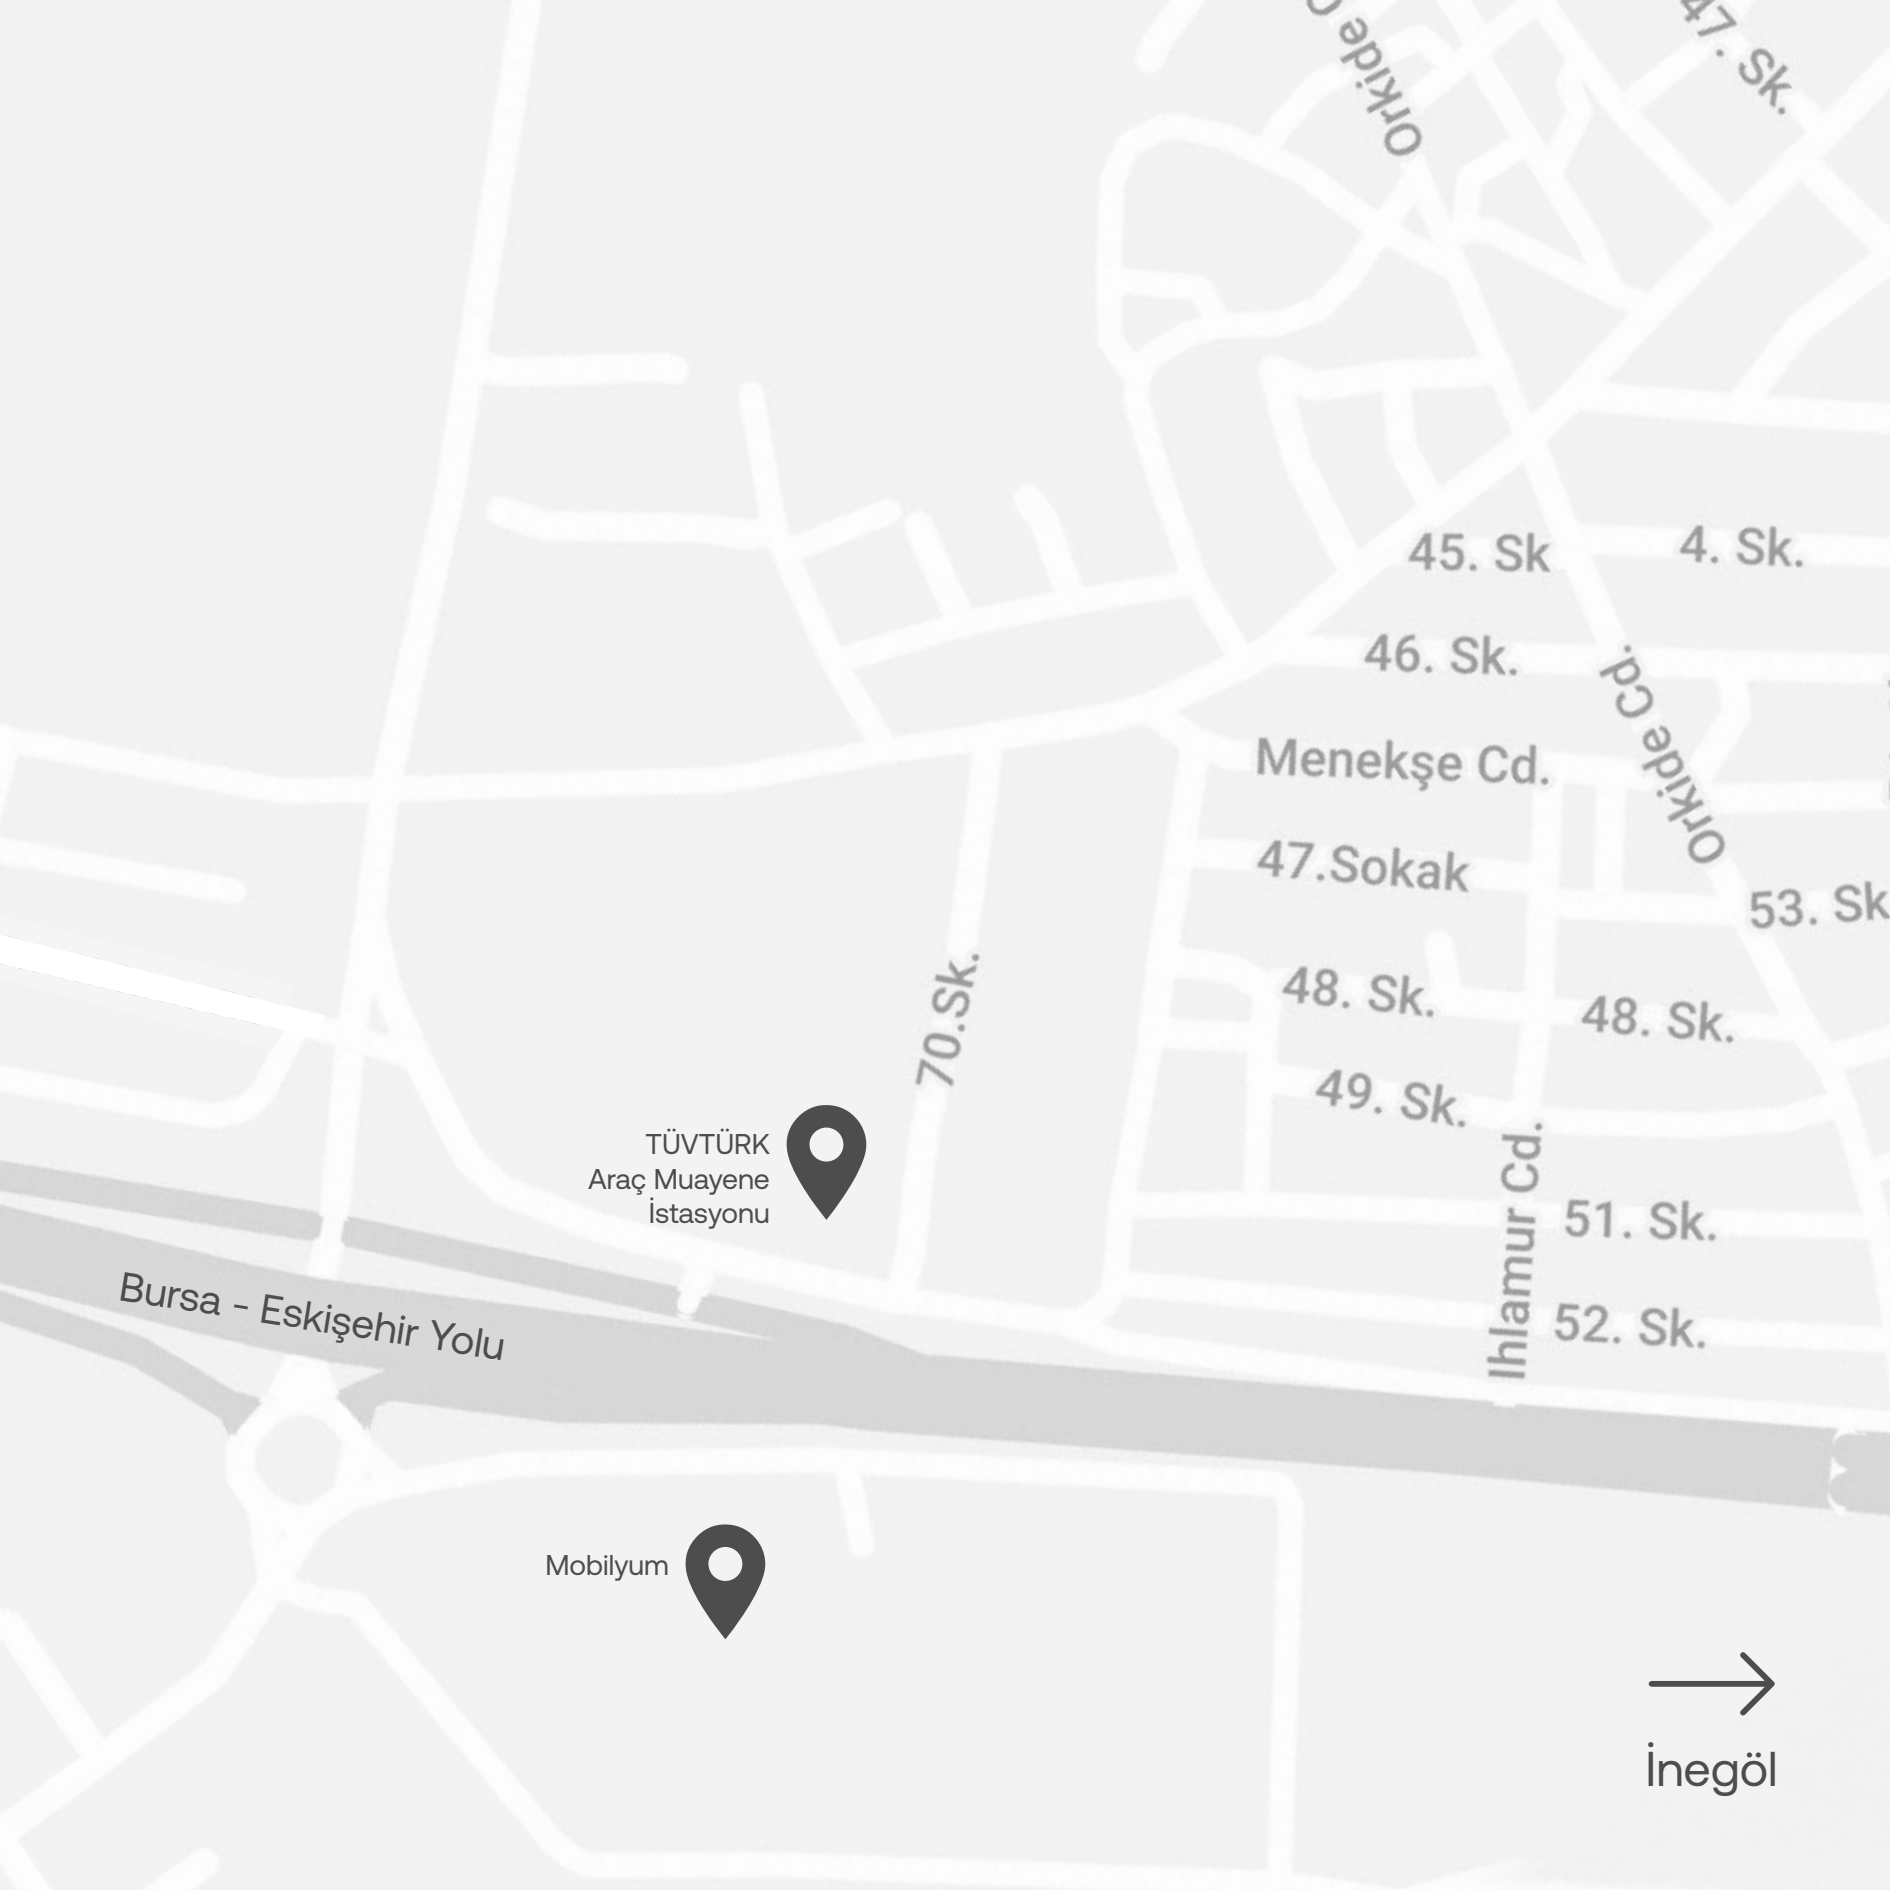 Orkide
47. Sk.
45. Sk
4. Sk.
46. Sk.
Orkide Cd.
Menekşe Cd.
47.Sokak
53. Sk
70.Sk.
48. Sk.
48. Sk.
49. Sk.
TÜVTÜRK
Araç Muayene
İstasyonu
Ihlamur Cd.
51. Sk.
Bursa - Eskişehir Yolu
52. Sk.
Mobilyum
İnegöl